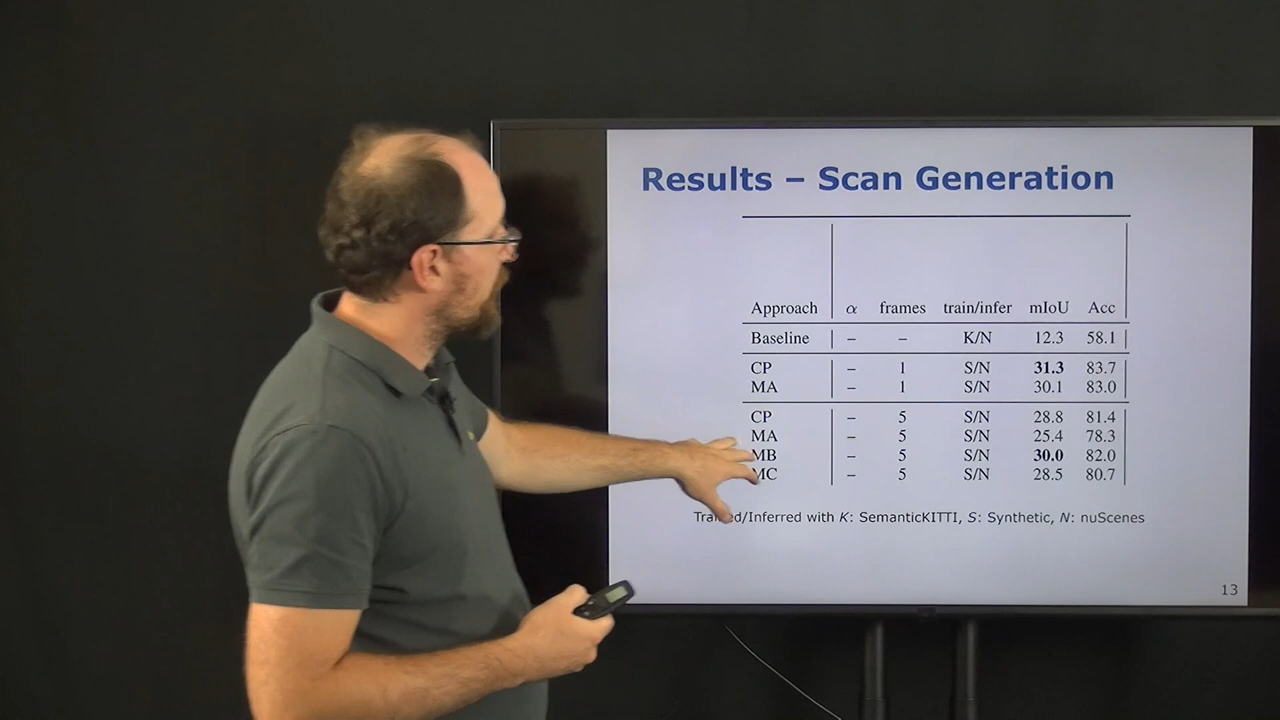 Results – Scan Generation
Approach α frames train/infer mIoU Acc
Baseline – – K/N 12.3 58.1
CP – 1 S/N 31.3 83.7
MA – 1 S/N 30.1 83.0
CP – 5 S/N 28.8 81.4
MA – 5 S/N 25.4 78.3
MB – 5 S/N 30.0 82.0
MC – 5 S/N 28.5 80.7
Trained/Inferred with K: SemanticKITTI, S: Synthetic, N: nuScenes
13